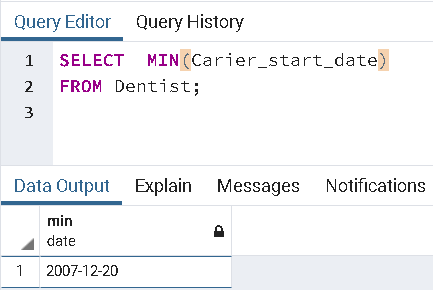 Query Editor Query History
1 SELECT  MIN(Carier_start_date)
2 FROM Dentist;
3
Data Output Explain Messages Notifications
min
date
1 2007-12-20